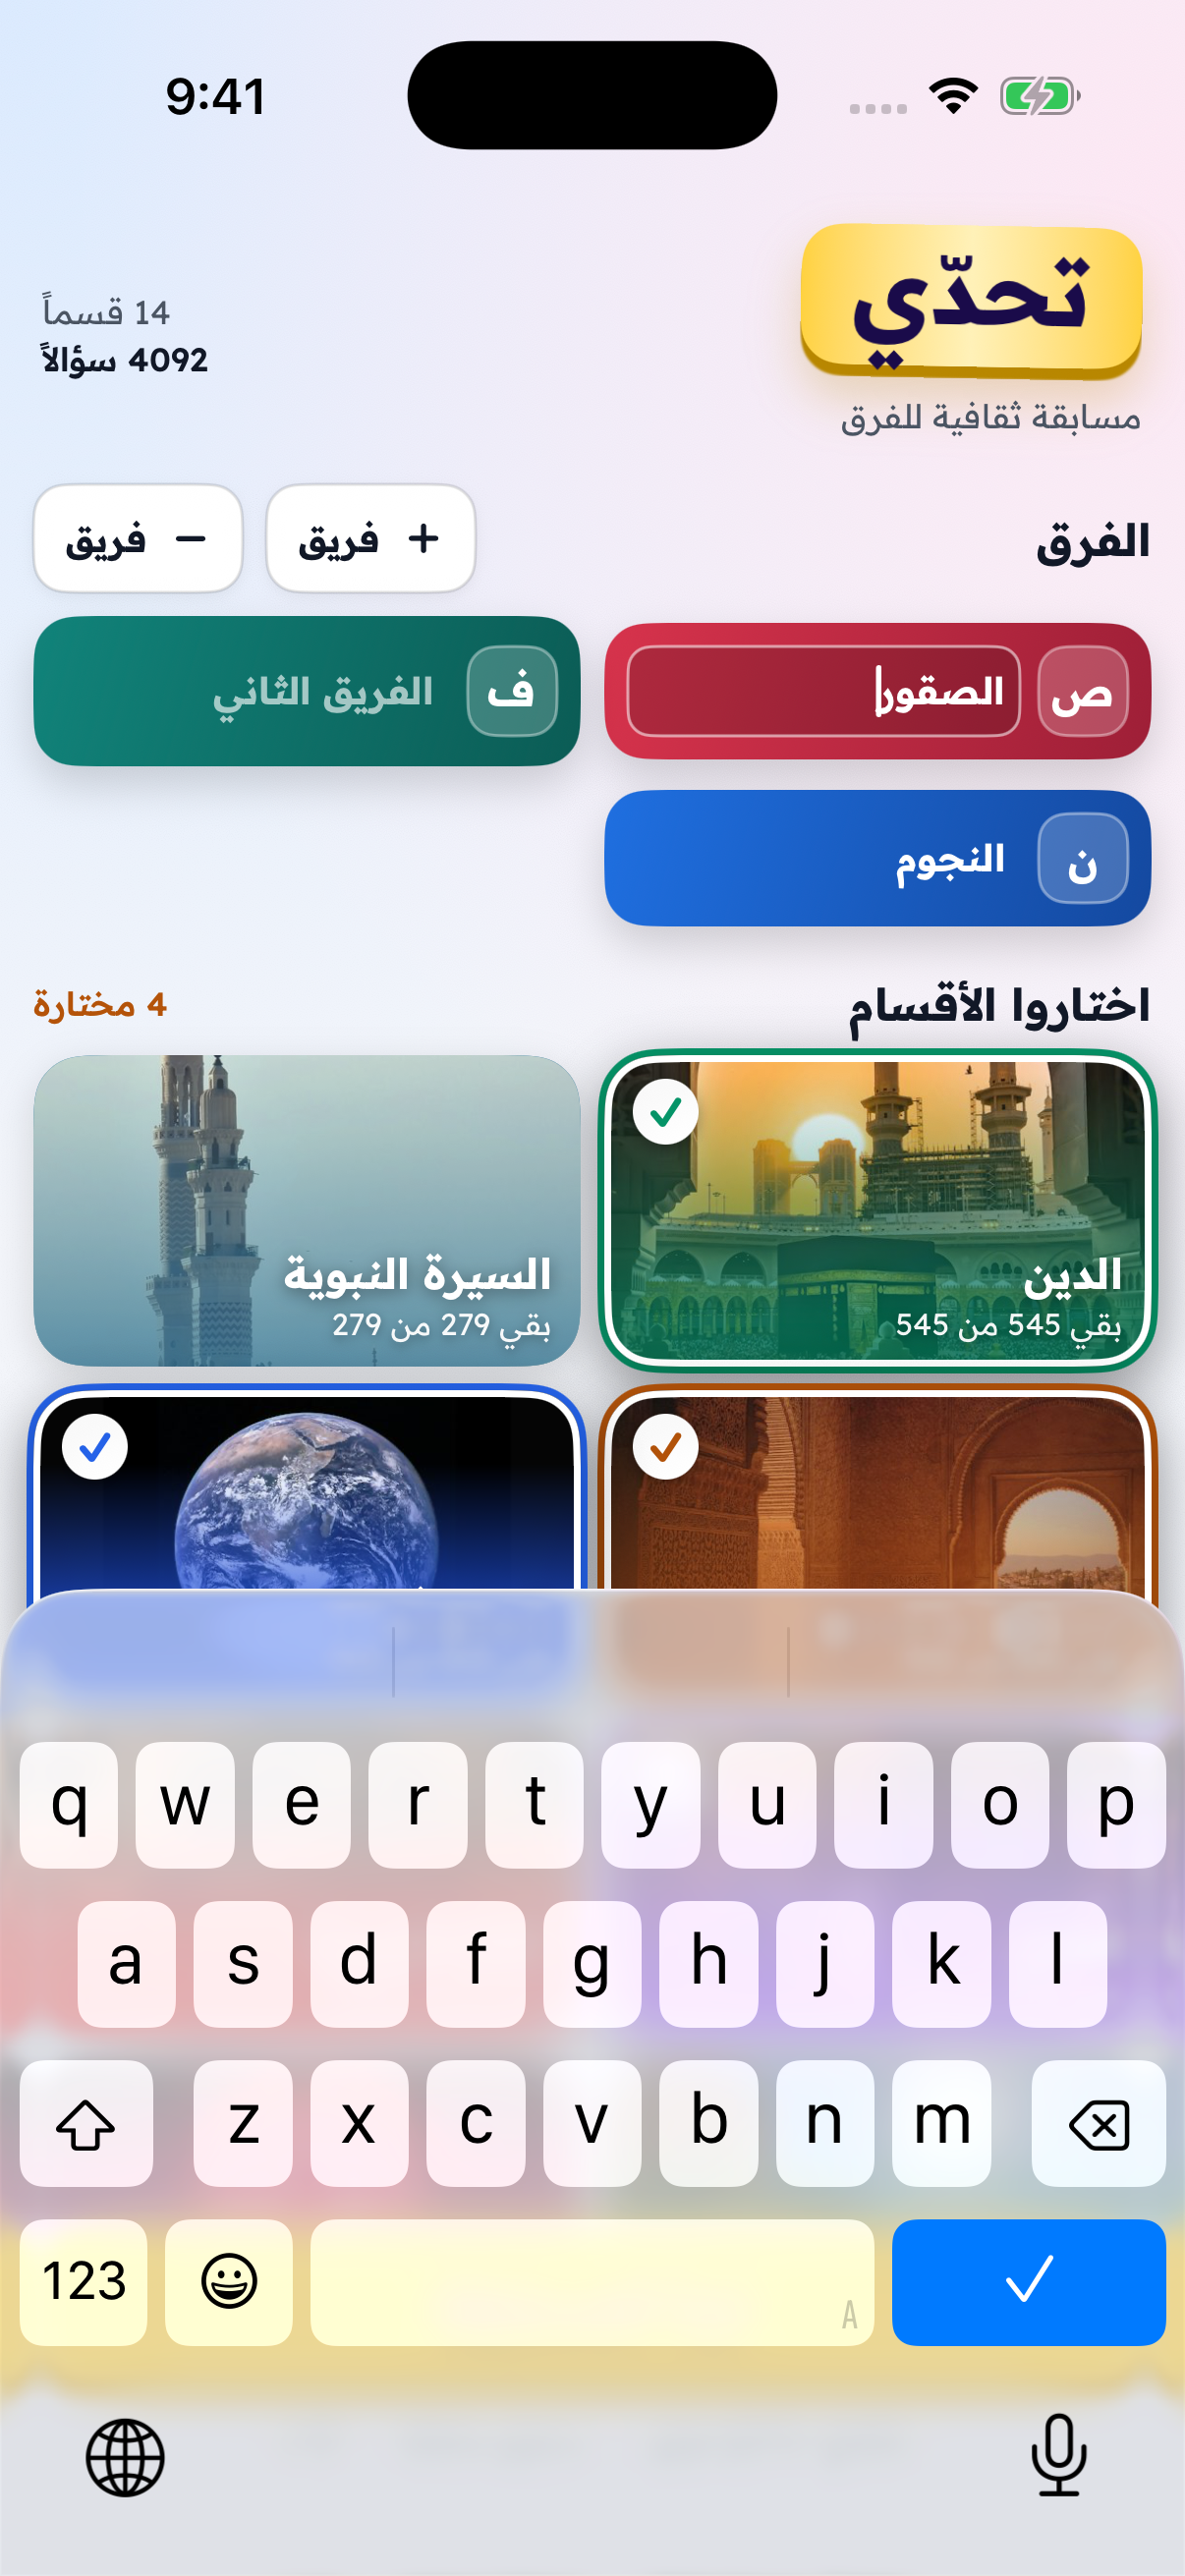 9:41
تحدّي
مسابقة ثقافية للفرق
14 قسماً
4092 سؤالاً
الفرق
+ فريق
− فريق
ص الصقور
ف الفريق الثاني
ن النجوم
اختاروا الأقسام
4 مختارة
الدين
بقي 545 من 545
السيرة النبوية
بقي 279 من 279
q w e r t y u i o p
a s d f g h j k l
z x c v b n m
123
A